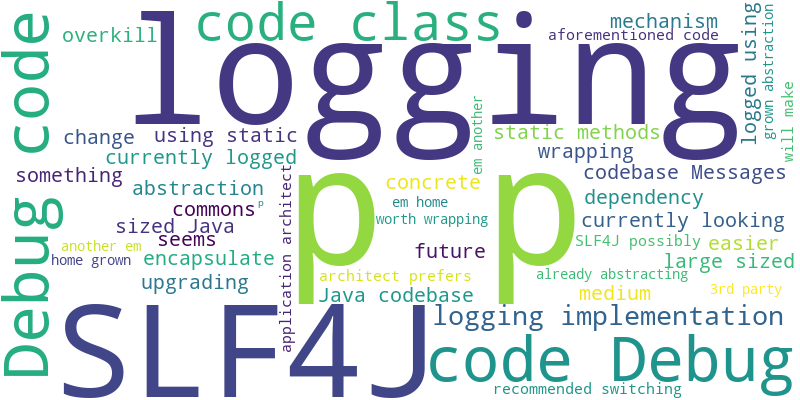 logging
code class
mechanism
aforementioned code
overkill
Debug code
logged using
grown abstraction
will make
em another
static methods
change
using static
currently logged
wrapping
something
abstraction
application architect
p p
concrete
codebase Messages
commons
p
em home
dependency
worth wrapping
sized Java
currently looking
seems
another em
future
SLF4J possibly
easier
home grown
encapsulate
large sized
architect prefers
already abstracting
upgrading
Java codebase
medium
3rd party
SLF4J
logging implementation
code Debug
recommended switching